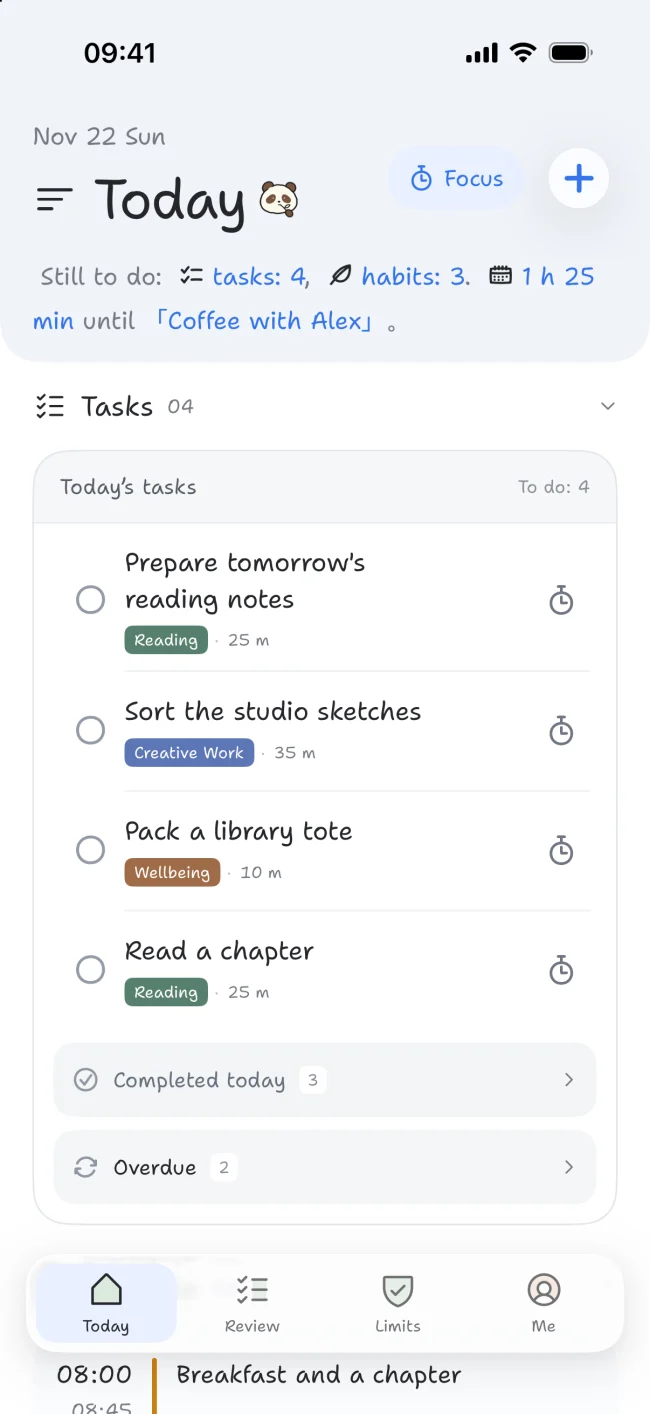 09:41
Nov 22 Sun
Today
Focus
Still to do: tasks: 4, habits: 3. 1 h 25
min until 「Coffee with Alex」 。
Tasks 04
Today's tasks To do: 4
Prepare tomorrow's
reading notes
Reading · 25 m
Sort the studio sketches
Creative Work · 35 m
Pack a library tote
Wellbeing · 10 m
Read a chapter
Reading · 25 m
Completed today 3
Overdue 2
Today Review Limits Me
08:00 Breakfast and a chapter
08:45